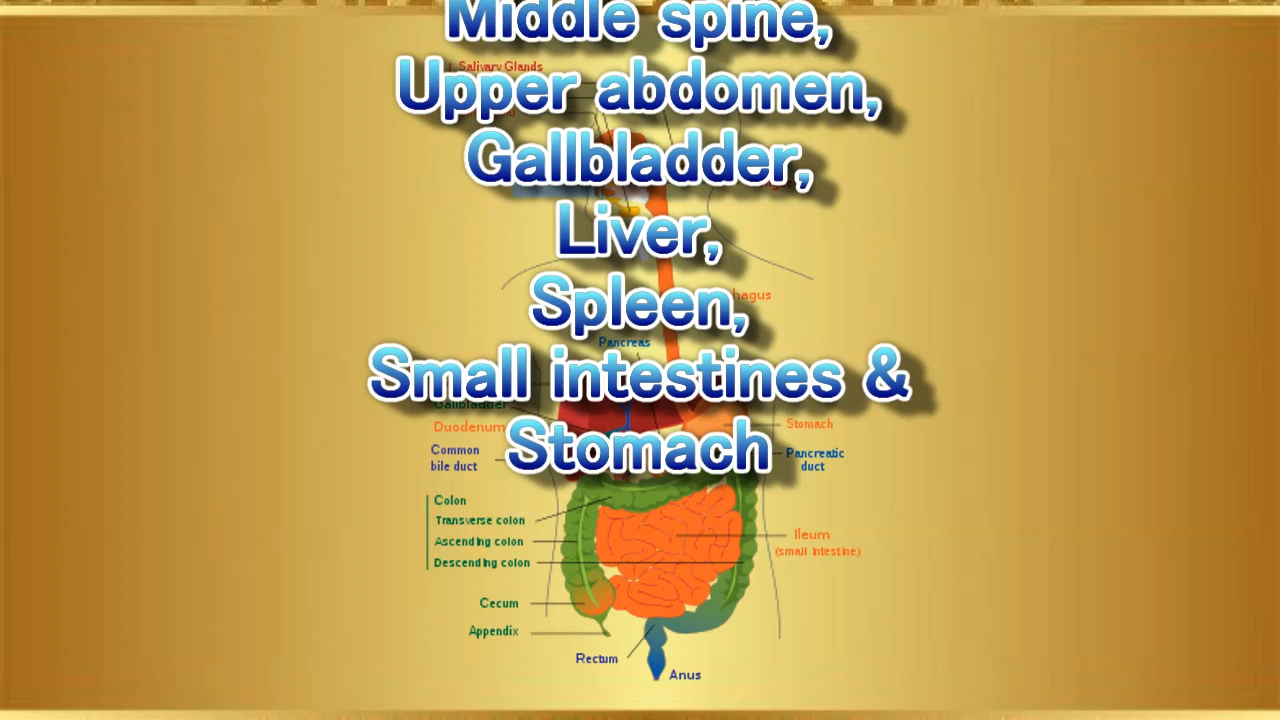 Middle spine,
Salivary Glands
Upper abdomen,
Gallbladder,
Liver,
Spleen,
Pancreas
Small intestines &
Gallbladder
Duodenum
Stomach
Stomach
Common
bile duct
Pancreatic
duct
Colon
Transverse colon
Ascending colon
Descending colon
Ileum
(small intestine)
Cecum
Appendix
Rectum
Anus